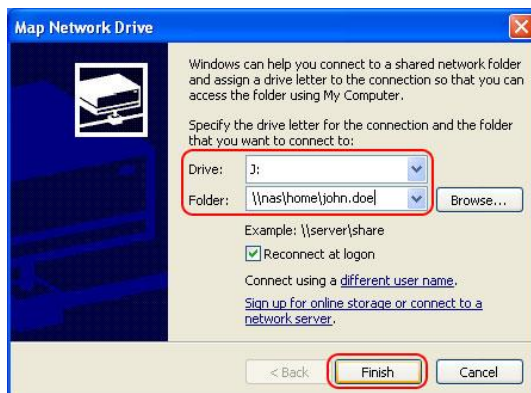 Map Network Drive
Windows can help you connect to a shared network folder
and assign a drive letter to the connection so that you can
access the folder using My Computer.
Specify the drive letter for the connection and the folder
that you want to connect to:
Drive: J:
Folder: \\nas\home\john.doe Browse...
Example: \\server\share
Reconnect at logon
Connect using a different user name.
Sign up for online storage or connect to a
network server.
< Back Finish Cancel